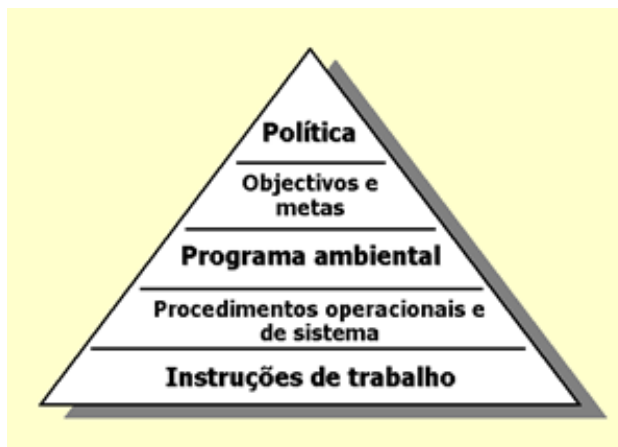 Política
Objectivos e
metas
Programa ambiental
Procedimentos operacionais e
de sistema
Instruções de trabalho